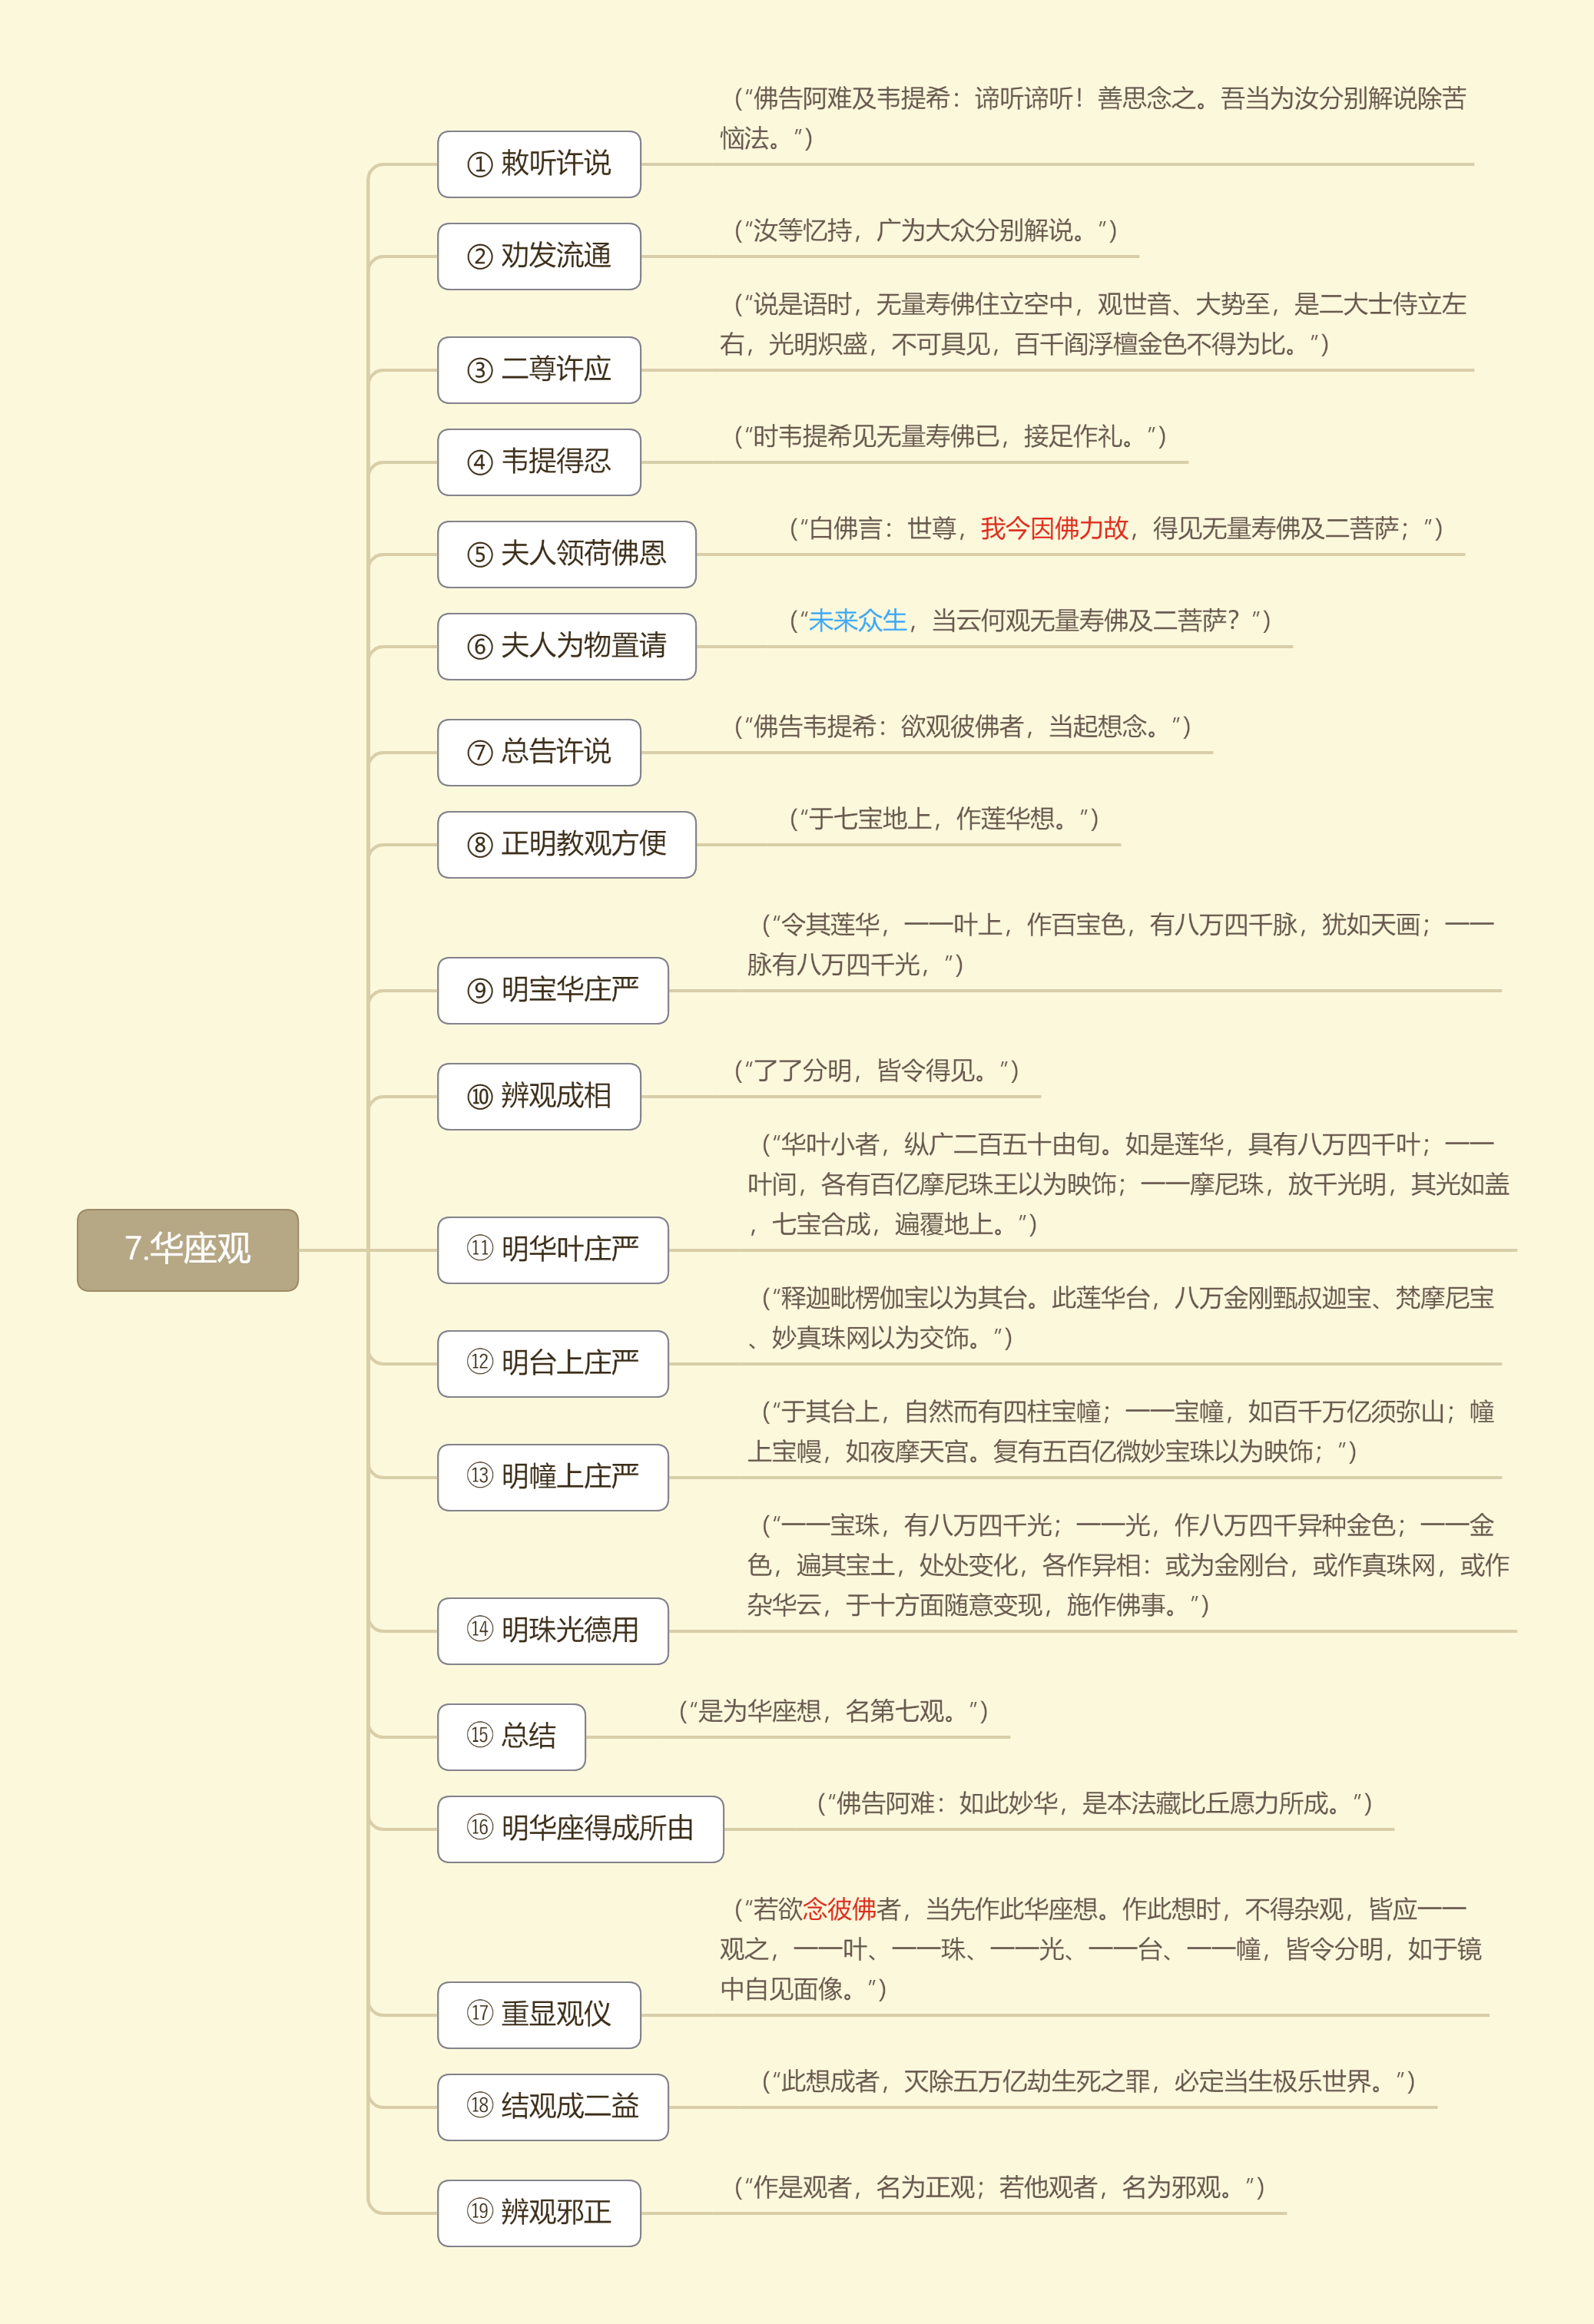 （“佛告阿难及韦提希：谛听谛听！善思念之。吾当为汝分别解说除苦
恼法。”）
① 敕听许说
（“汝等忆持，广为大众分别解说。”）
② 劝发流通
（“说是语时，无量寿佛住立空中，观世音、大势至，是二大士侍立左
右，光明炽盛，不可具见，百千阎浮檀金色不得为比。”）
③ 二尊许应
（“时韦提希见无量寿佛已，接足作礼。”）
④ 韦提得忍
（“白佛言：世尊，我今因佛力故，得见无量寿佛及二菩萨；”）
⑤ 夫人领荷佛恩
（“未来众生，当云何观无量寿佛及二菩萨？”）
⑥ 夫人为物置请
（“佛告韦提希：欲观彼佛者，当起想念。”）
⑦ 总告许说
（“于七宝地上，作莲华想。”）
⑧ 正明教观方便
（“令其莲华，一一叶上，作百宝色，有八万四千脉，犹如天画；一一
脉有八万四千光，”）
⑨ 明宝华庄严
（“了了分明，皆令得见。”）
⑩ 辨观成相
（“华叶小者，纵广二百五十由旬。如是莲华，具有八万四千叶；一一
叶间，各有百亿摩尼珠王以为映饰；一一摩尼珠，放千光明，其光如盖
，七宝合成，遍覆地上。”）
7.华座观
⑪ 明华叶庄严
（“释迦毗楞伽宝以为其台。此莲华台，八万金刚甄叔迦宝、梵摩尼宝
、妙真珠网以为交饰。”）
⑫ 明台上庄严
（“于其台上，自然而有四柱宝幢；一一宝幢，如百千万亿须弥山；幢
上宝幔，如夜摩天宫。复有五百亿微妙宝珠以为映饰；”）
⑬ 明幢上庄严
（“一一宝珠，有八万四千光；一一光，作八万四千异种金色；一一金
色，遍其宝土，处处变化，各作异相：或为金刚台，或作真珠网，或作
杂华云，于十方面随意变现，施作佛事。”）
⑭ 明珠光德用
（“是为华座想，名第七观。”）
⑮ 总结
（“佛告阿难：如此妙华，是本法藏比丘愿力所成。”）
⑯ 明华座得成所由
（“若欲念彼佛者，当先作此华座想。作此想时，不得杂观，皆应一一
观之，一一叶、一一珠、一一光、一一台、一一幢，皆令分明，如于镜
中自见面像。”）
⑰ 重显观仪
（“此想成者，灭除五万亿劫生死之罪，必定当生极乐世界。”）
⑱ 结观成二益
（“作是观者，名为正观；若他观者，名为邪观。”）
⑲ 辨观邪正